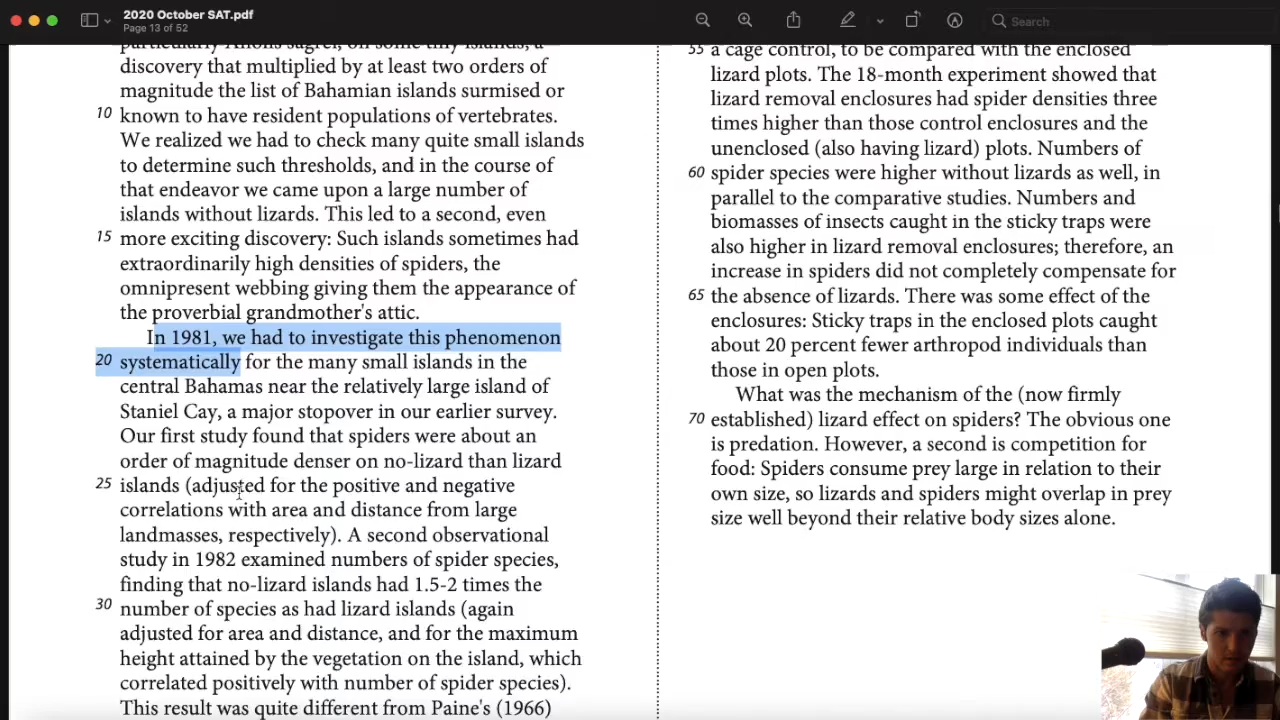 2020 October SAT.pdf
Page 13 of 52
Search
particularly Anolis sagrei, on some tiny islands, a
discovery that multiplied by at least two orders of
magnitude the list of Bahamian islands surmised or
10 known to have resident populations of vertebrates.
We realized we had to check many quite small islands
to determine such thresholds, and in the course of
that endeavor we came upon a large number of
islands without lizards. This led to a second, even
15 more exciting discovery: Such islands sometimes had
extraordinarily high densities of spiders, the
omnipresent webbing giving them the appearance of
the proverbial grandmother's attic.
In 1981, we had to investigate this phenomenon
20 systematically for the many small islands in the
central Bahamas near the relatively large island of
Staniel Cay, a major stopover in our earlier survey.
Our first study found that spiders were about an
order of magnitude denser on no-lizard than lizard
25 islands (adjusted for the positive and negative
correlations with area and distance from large
landmasses, respectively). A second observational
study in 1982 examined numbers of spider species,
finding that no-lizard islands had 1.5-2 times the
30 number of species as had lizard islands (again
adjusted for area and distance, and for the maximum
height attained by the vegetation on the island, which
correlated positively with number of spider species).
This result was quite different from Paine's (1966)
55 a cage control, to be compared with the enclosed
lizard plots. The 18-month experiment showed that
lizard removal enclosures had spider densities three
times higher than those control enclosures and the
unenclosed (also having lizard) plots. Numbers of
60 spider species were higher without lizards as well, in
parallel to the comparative studies. Numbers and
biomasses of insects caught in the sticky traps were
also higher in lizard removal enclosures; therefore, an
increase in spiders did not completely compensate for
65 the absence of lizards. There was some effect of the
enclosures: Sticky traps in the enclosed plots caught
about 20 percent fewer arthropod individuals than
those in open plots.
What was the mechanism of the (now firmly
70 established) lizard effect on spiders? The obvious one
is predation. However, a second is competition for
food: Spiders consume prey large in relation to their
own size, so lizards and spiders might overlap in prey
size well beyond their relative body sizes alone.